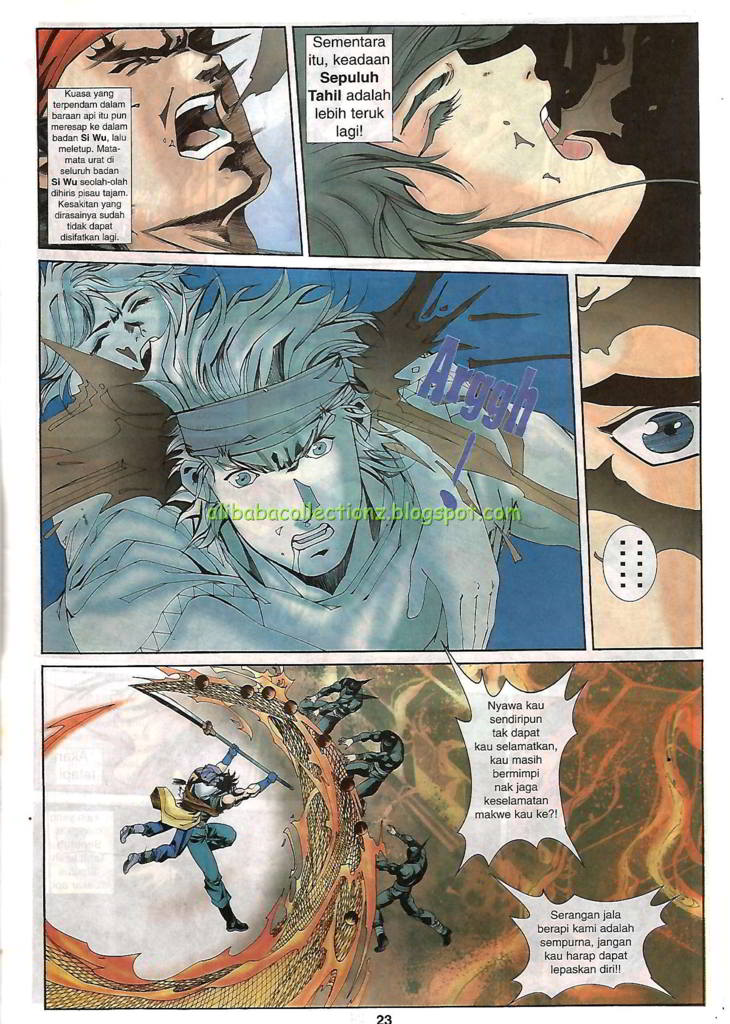 Kuasa yang
terpendam dalam
baraan api itu pun
meresap ke dalam
badan Si Wu, lalu
meletup. Mata-
mata urat di
seluruh badan
Si Wu seolah-olah
dihiris pisau tajam.
Kesakitan yang
dirasainya sudah
tidak dapat
disifatkan lagi.
Sementara
itu, keadaan
Sepuluh
Tahil adalah
lebih teruk
lagi!
Arggh
!
alibabacollectionz.blogspot.com
Nyawa kau
sendiripun
tak dapat
kau selamatkan,
kau masih
bermimpi
nak jaga
keselamatan
makwe kau ke?!
Serangan jala
berapi kami adalah
sempurna, jangan
kau harap dapat
lepaskan diri!!
23